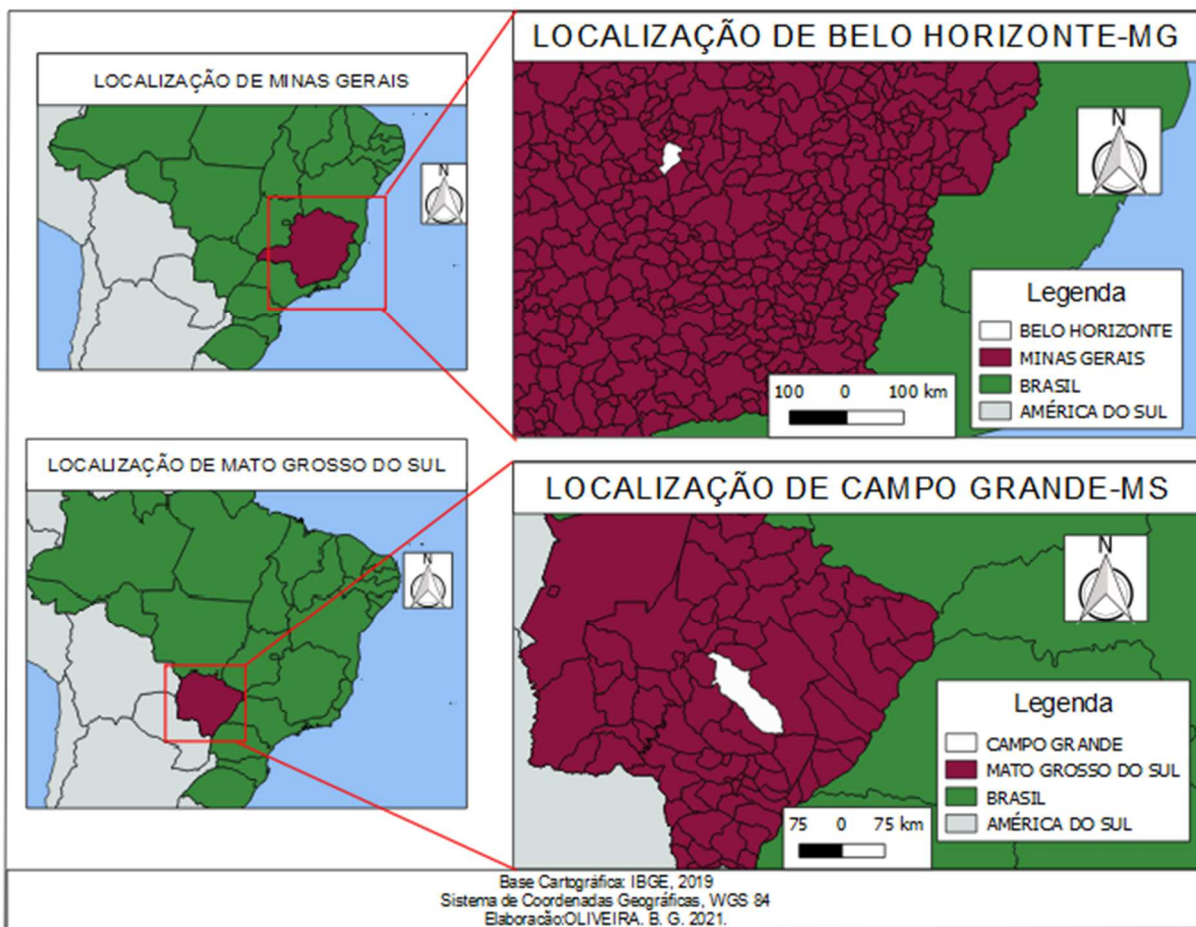 LOCALIZAÇÃO DE MINAS GERAIS
N
LOCALIZAÇÃO DE BELO HORIZONTE-MG
N
Legenda
BELO HORIZONTE
MINAS GERAIS
BRASIL
AMÉRICA DO SUL
100 0 100 km
LOCALIZAÇÃO DE MATO GROSSO DO SUL
N
LOCALIZAÇÃO DE CAMPO GRANDE-MS
N
Legenda
CAMPO GRANDE
MATO GROSSO DO SUL
BRASIL
AMÉRICA DO SUL
75 0 75 km
Base Cartográfica: IBGE, 2019
Sistema de Coordenadas Geográficas, WGS 84
Elaboração:OLIVEIRA. B. G. 2021.